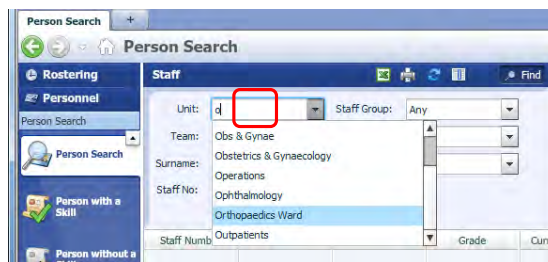 Person Search +
Person Search
Rostering
Staff
Find
Personnel
Person Search
Unit: o
Staff Group: Any
Team:
Surname:
Staff No:
Obs & Gynae
Obstetrics & Gynaecology
Operations
Ophthalmology
Orthopaedics Ward
Outpatients
Person Search
Person with a
Skill
Person without a
Staff Numb
Grade